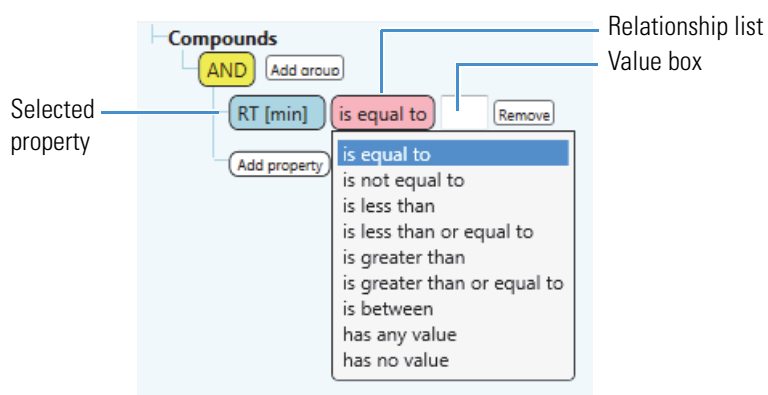 Relationship list
Compounds
Value box
AND Add group
Selected property
RT [min] is equal to Remove
Add property
is equal to
is not equal to
is less than
is less than or equal to
is greater than
is greater than or equal to
is between
has any value
has no value